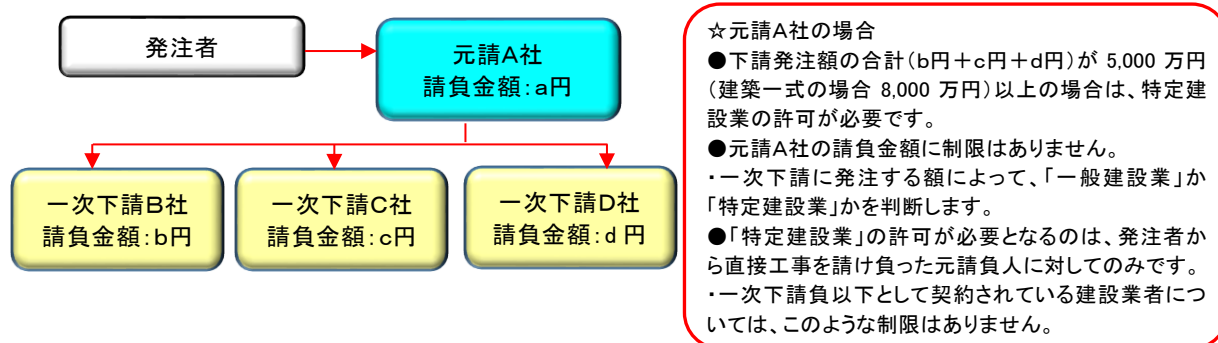 発注者
元請A社
請負金額:a円
一次下請B社
請負金額:b円
一次下請C社
請負金額:c円
一次下請D社
請負金額:d 円
☆元請A社の場合
●下請発注額の合計(b円+c円+d円)が 5,000 万円
(建築一式の場合 8,000 万円)以上の場合は、特定建
設業の許可が必要です。
●元請A社の請負金額に制限はありません。
・一次下請に発注する額によって、「一般建設業」か
「特定建設業」かを判断します。
●「特定建設業」の許可が必要となるのは、発注者か
ら直接工事を請け負った元請負人に対してのみです。
・一次下請負以下として契約されている建設業者につ
いては、このような制限はありません。